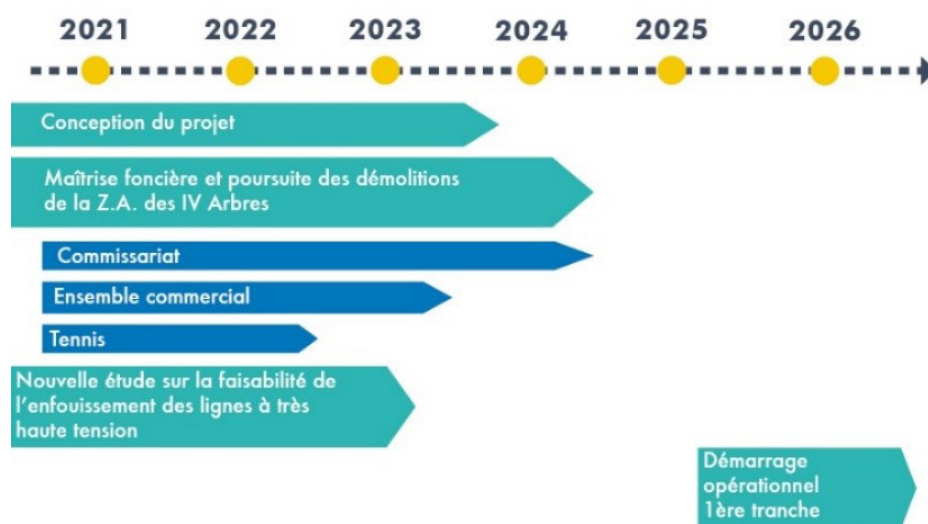 2021 2022 2023 2024 2025 2026
Conception du projet
Maîtrise foncière et poursuite des démolitions
de la Z.A. des IV Arbres
Commissariat
Ensemble commercial
Tennis
Nouvelle étude sur la faisabilité de
l'enfouissement des lignes à très
haute tension
Démarrage
opérationnel
1ère tranche